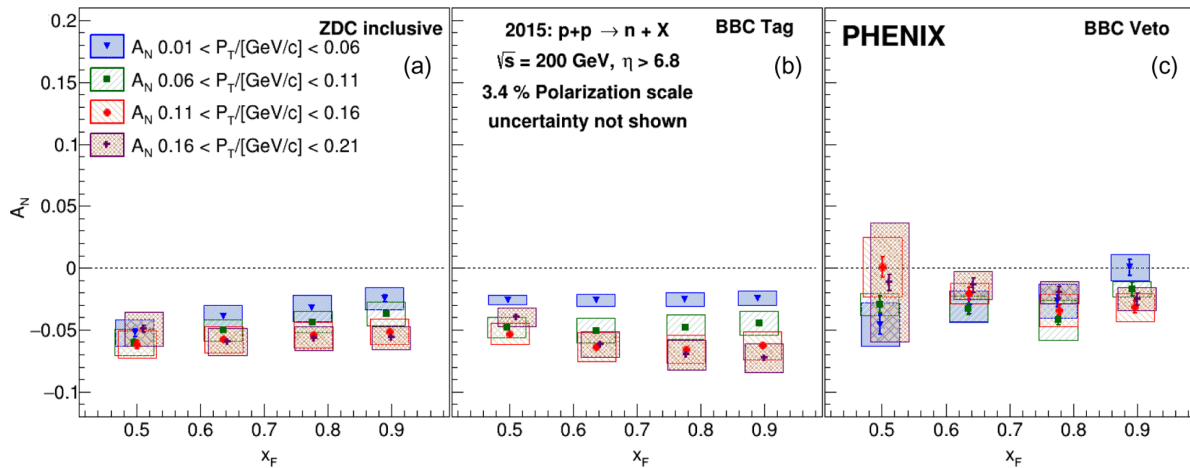 ZDC inclusive
A_N 0.01 < P_T/[GeV/c] < 0.06
(a)
A_N 0.06 < P_T/[GeV/c] < 0.11
A_N 0.11 < P_T/[GeV/c] < 0.16
A_N 0.16 < P_T/[GeV/c] < 0.21
2015: p+p → n + X
BBC Tag
√s = 200 GeV, η > 6.8
(b)
3.4 % Polarization scale
uncertainty not shown
PHENIX
BBC Veto
(c)
A_N
0.2
0.15
0.1
0.05
0
−0.05
−0.1
0.5 0.6 0.7 0.8 0.9
x_F
0.5 0.6 0.7 0.8 0.9
x_F
0.5 0.6 0.7 0.8 0.9
x_F